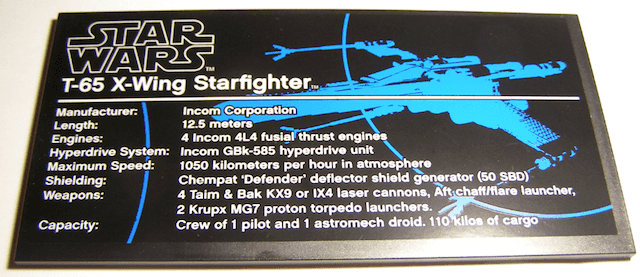 STAR
WARS™
T-65 X-Wing Starfighter™
Manufacturer: Incom Corporation
Length: 12.5 meters
Engines: 4 Incom 4L4 fusial thrust engines
Hyperdrive System: Incom GBk-585 hyperdrive unit
Maximum Speed: 1050 kilometers per hour in atmosphere
Shielding: Chempat 'Defender' deflector shield generator (50 SBD)
Weapons: 4 Taim & Bak KX9 or IX4 laser cannons, Aft chaff/flare launcher,
2 Krupx MG7 proton torpedo launchers.
Capacity: Crew of 1 pilot and 1 astromech droid. 110 kilos of cargo